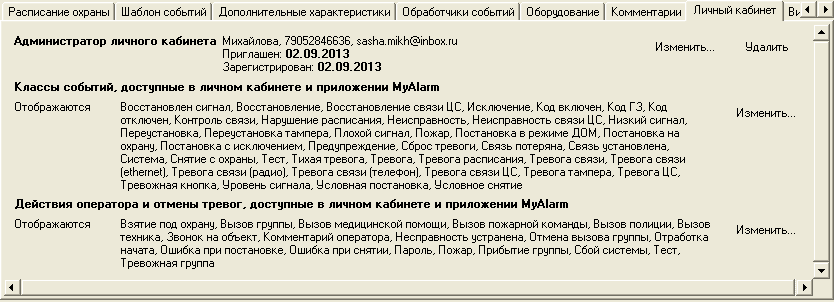 Расписание охраны Шаблон событий Дополнительные характеристики Обработчики событий Оборудование Комментарии Личный кабинет Ви
Администратор личного кабинета Михайлова, 79052846636, sasha.mikh@inbox.ru Изменить... Удалить
Приглашен: 02.09.2013
Зарегистрирован: 02.09.2013
Классы событий, доступные в личном кабинете и приложении MyAlarm
Отображаются Восстановлен сигнал, Восстановление, Восстановление связи ЦС, Исключение, Код включен, Код ГЗ, Код Изменить...
отключен, Контроль связи, Нарушение расписания, Неисправность, Неисправность связи ЦС, Низкий сигнал,
Переустановка, Переустановка тампера, Плохой сигнал, Пожар, Постановка в режиме ДОМ, Постановка на
охрану, Постановка с исключением, Предупреждение, Сброс тревоги, Связь потеряна, Связь установлена,
Система, Снятие с охраны, Тест, Тихая тревога, Тревога, Тревога расписания, Тревога связи, Тревога связи
(ethernet), Тревога связи (радио), Тревога связи (телефон), Тревога связи ЦС, Тревога тампера, Тревога ЦС,
Тревожная кнопка, Уровень сигнала, Условная постановка, Условное снятие
Действия оператора и отмены тревог, доступные в личном кабинете и приложении MyAlarm
Отображаются Взятие под охрану, Вызов группы, Вызов медицинской помощи, Вызов пожарной команды, Вызов полиции, Вызов Изменить...
техника, Звонок на объект, Комментарий оператора, Несправность устранена, Отмена вызова группы, Отработка
начата, Ошибка при постановке, Ошибка при снятии, Пароль, Пожар, Прибытие группы, Сбой системы, Тест,
Тревожная группа